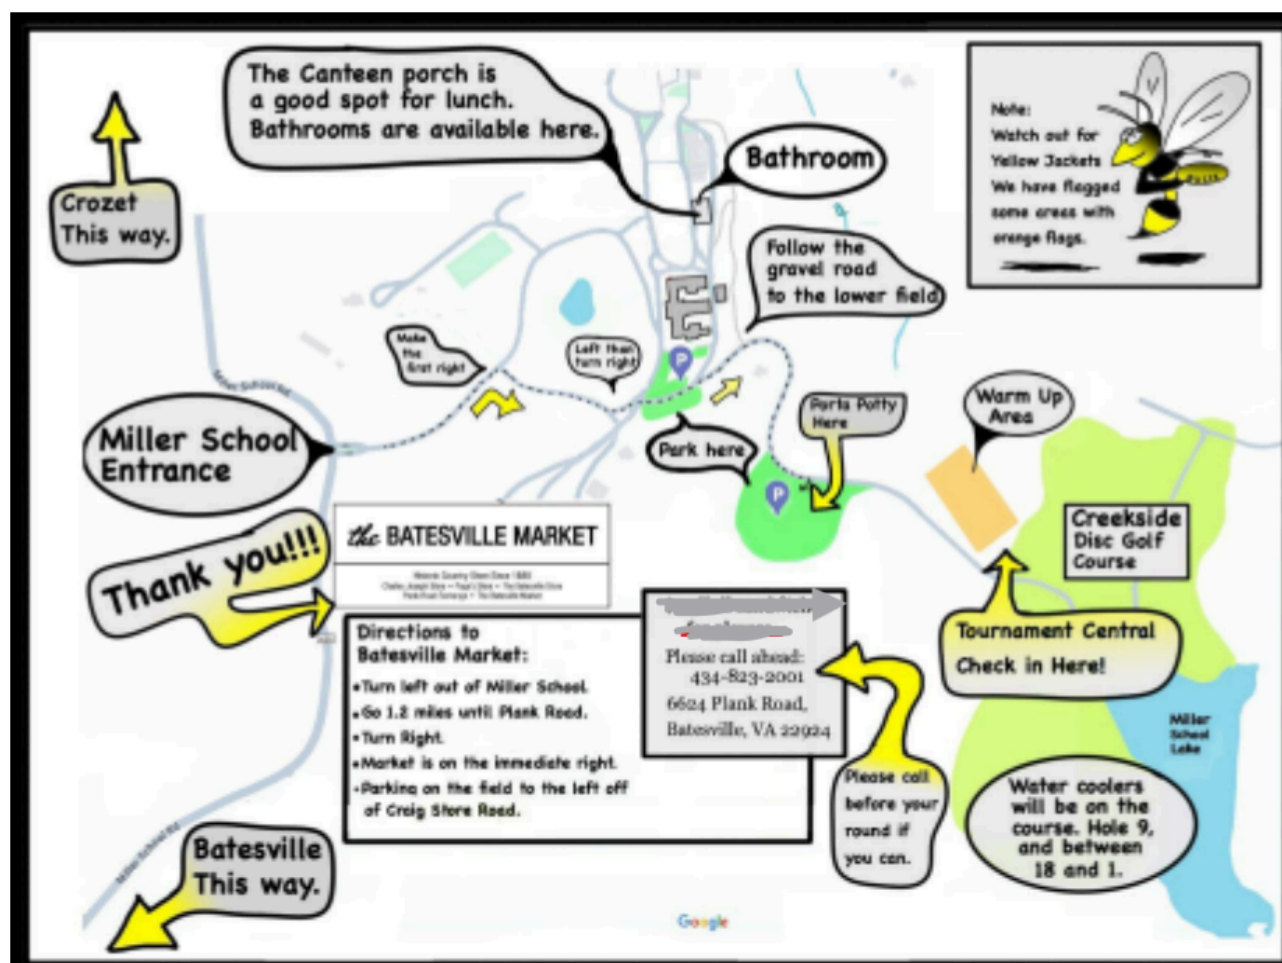 The Canteen porch is
a good spot for lunch.
Bathrooms are available here.
Crozet
This way.
Bathroom
Note:
Watch out for
Yellow Jackets
We have flagged
some areas with
orange flags.
Follow the
gravel road
to the lower field
Make
the
first right
Left than
turn right
P
Miller School Rd
Miller School
Entrance
Park here
Porta Potty
Here
Warm Up
Area
P
Creekside
Disc Golf
Course
Thank you!!!
the BATESVILLE MARKET
Tournament Central
Check in Here!
Directions to
Batesville Market:
•Turn left out of Miller School.
•Go 1.2 miles until Plank Road.
•Turn Right.
•Market is on the immediate right.
•Parking on the field to the left off
of Craig Store Road.
Please call ahead:
434-823-2001
6624 Plank Road,
Batesville, VA 22924
Please call
before your
round if
you can.
Miller
School
Lake
Water coolers
will be on the
course. Hole 9,
and between
18 and 1.
Miller School Rd
Batesville
This way.
Google